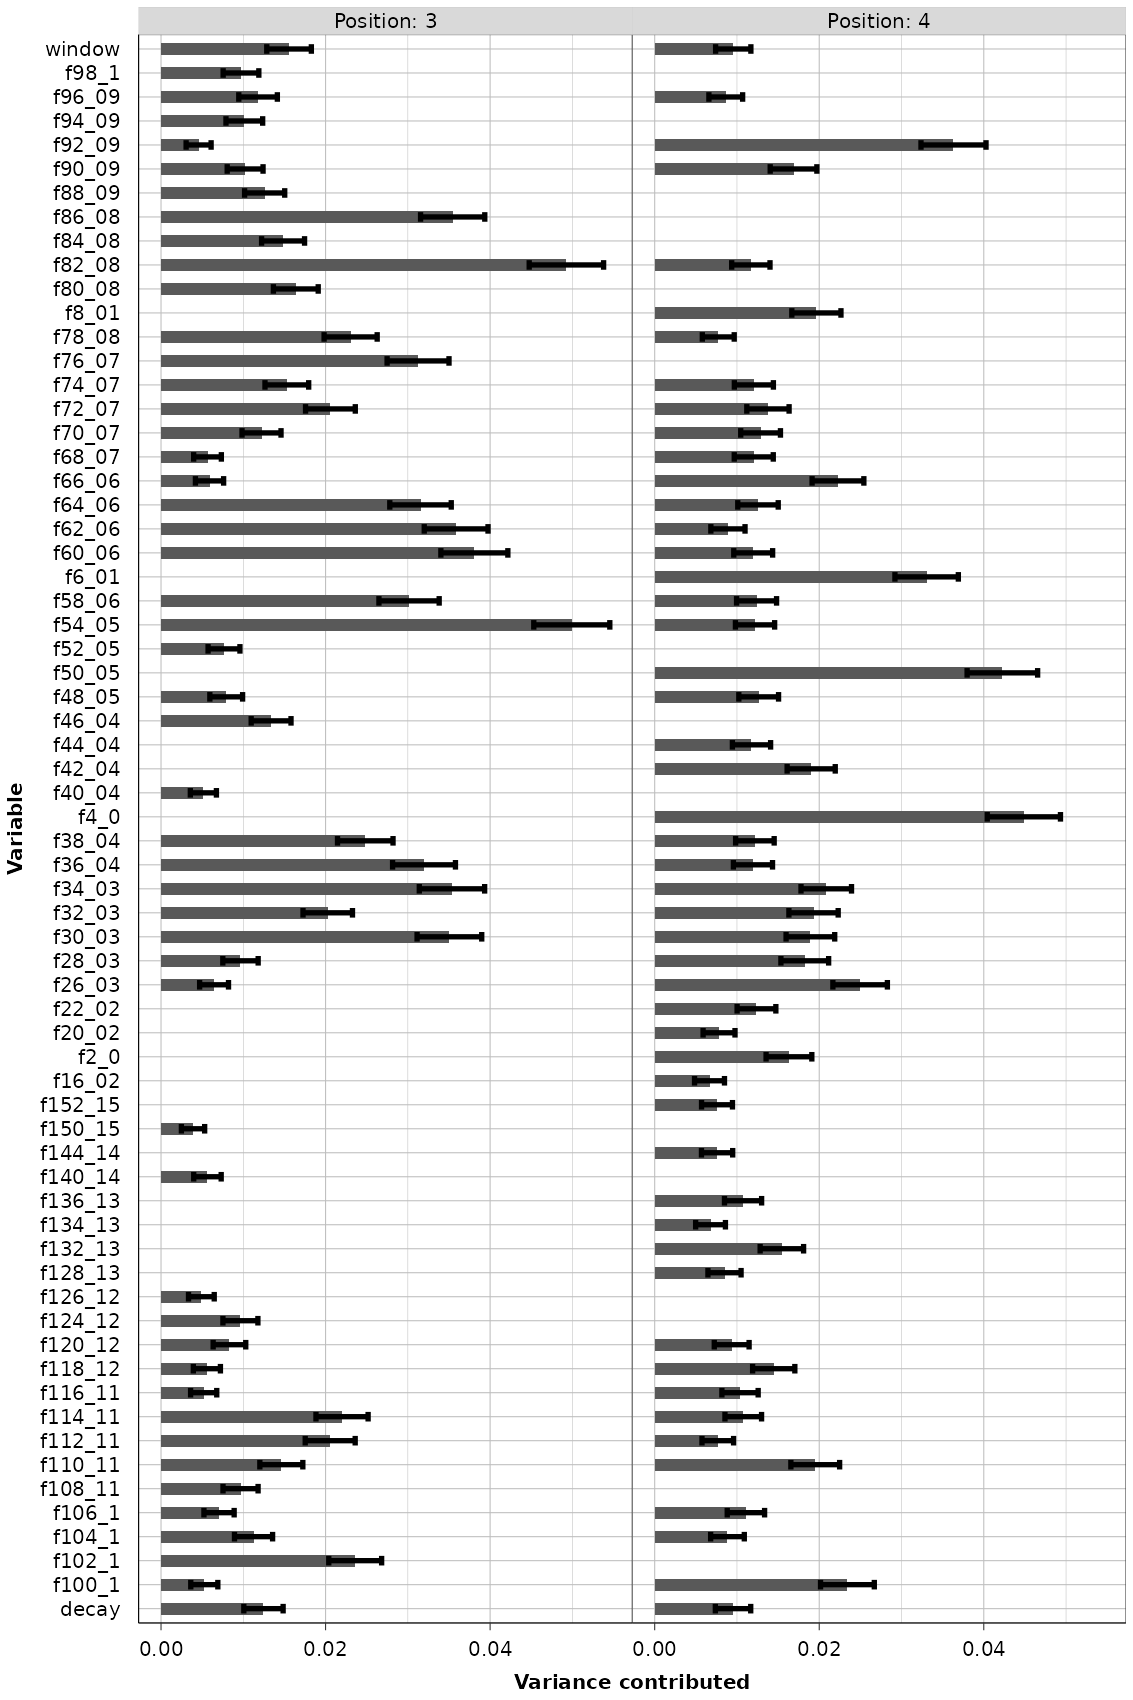 Position: 3
Position: 4
window
f98_1
f96_09
f94_09
f92_09
f90_09
f88_09
f86_08
f84_08
f82_08
f80_08
f8_01
f78_08
f76_07
f74_07
f72_07
f70_07
f68_07
f66_06
f64_06
f62_06
f60_06
f6_01
f58_06
f54_05
f52_05
f50_05
f48_05
f46_04
f44_04
f42_04
f40_04
f4_0
f38_04
f36_04
f34_03
f32_03
f30_03
f28_03
f26_03
f22_02
f20_02
f2_0
f16_02
f152_15
f150_15
f144_14
f140_14
f136_13
f134_13
f132_13
f128_13
f126_12
f124_12
f120_12
f118_12
f116_11
f114_11
f112_11
f110_11
f108_11
f106_1
f104_1
f102_1
f100_1
decay
Variable
0.00 0.02 0.04 0.00 0.02 0.04
Variance contributed